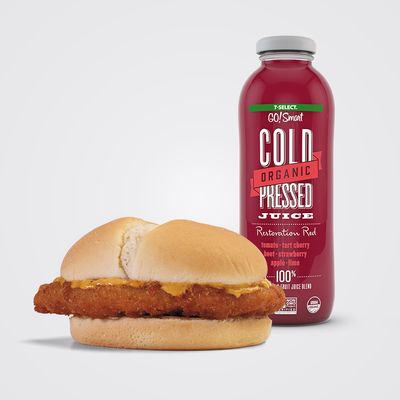 7-SELECT.
GO! Smart
COLD
ORGANIC
PRESSED
JUICE
Restoration Red
tomato · tart cherry
beet · strawberry
apple · lime
100%
FRUIT JUICE BLEND